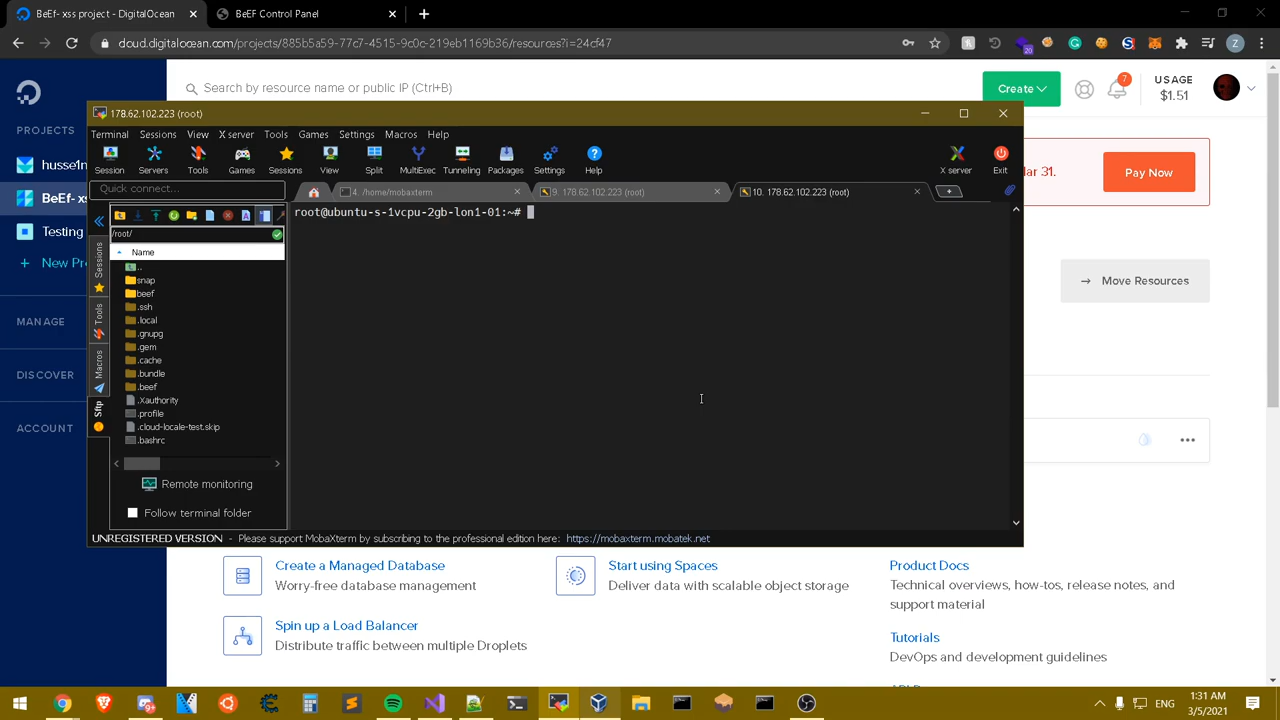 BeEF- xss project - DigitalOcean
BeEF Control Panel
cloud.digitalocean.com/projects/885b5a59-77c7-4515-9c0c-219eb1169b36/resources?i=24cf47
20
Z
Search by resource name or public IP (Ctrl+B)
Create
7
USAGE
$1.51
PROJECTS
husse1n
BeEF- xs
Testing
New Pr
MANAGE
DISCOVER
ACCOUNT
ar 31.
Pay Now
Move Resources
178.62.102.223 (root)
Terminal Sessions View X server Tools Games Settings Macros Help
Session Servers Tools Games Sessions View Split MultiExec Tunneling Packages Settings Help
X server Exit
Quick connect...
4. /home/mobaxterm
9. 178.62.102.223 (root)
10. 178.62.102.223 (root)
/root/
Name
..
snap
beef
.ssh
.local
.gnupg
.gem
.cache
.bundle
.beef
.Xauthority
.profile
.cloud-locale-test.skip
.bashrc
Sessions
Tools
Macros
Sftp
Remote monitoring
Follow terminal folder
root@ubuntu-s-1vcpu-2gb-lon1-01:~#
UNREGISTERED VERSION - Please support MobaXterm by subscribing to the professional edition here: https://mobaxterm.mobatek.net
Create a Managed Database
Worry-free database management
Spin up a Load Balancer
Distribute traffic between multiple Droplets
Start using Spaces
Deliver data with scalable object storage
Product Docs
Technical overviews, how-tos, release notes, and
support material
Tutorials
DevOps and development guidelines
ENG
1:31 AM
3/5/2021